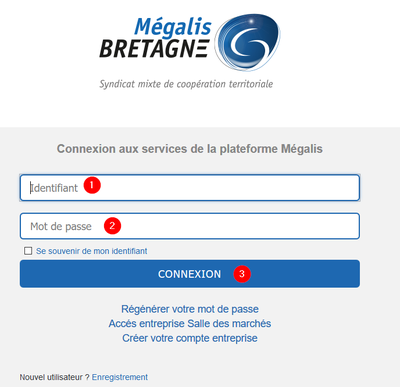 Mégalis
BRETAGNE
Syndicat mixte de coopération territoriale
Connexion aux services de la plateforme Mégalis
Identifiant 1
Mot de passe 2
Se souvenir de mon identifiant
CONNEXION 3
Régénérer votre mot de passe
Accés entreprise Salle des marchés
Créer votre compte entreprise
Nouvel utilisateur ? Enregistrement